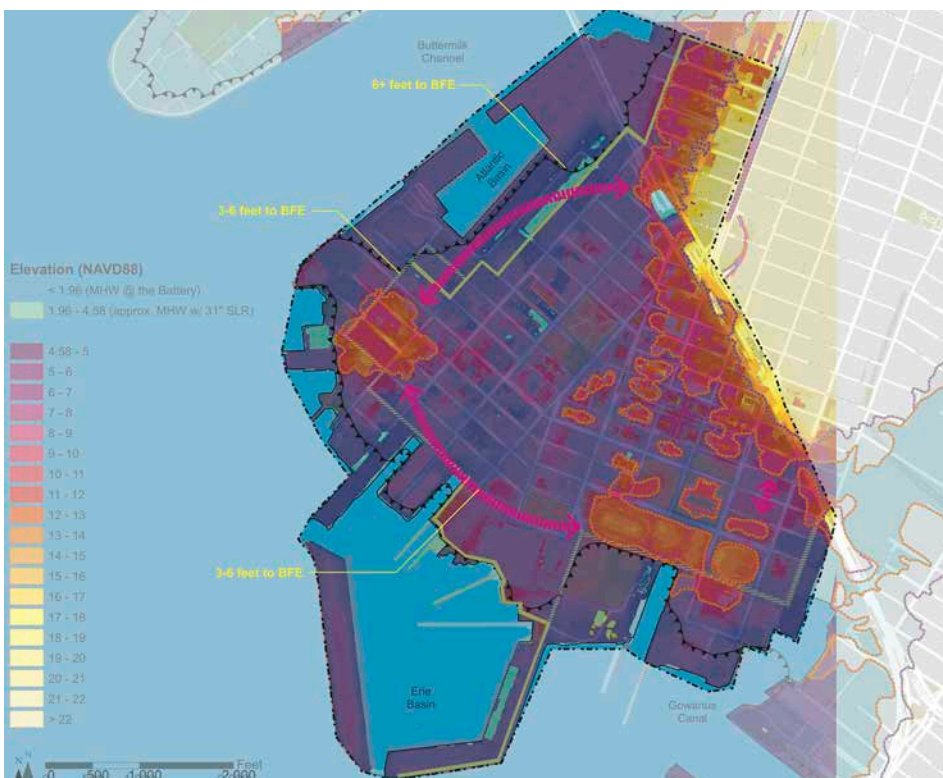 Buttermilk
Channel
6+ feet to BFE
Atlantic
Basin
3-6 feet to BFE
Elevation (NAVD88)
< 1.96 (MHW @ the Battery)
1.96 - 4.58 (approx. MHW w/ 31" SLR)
4.58 - 5
5 - 6
6 - 7
7 - 8
8 - 9
9 - 10
10 - 11
11 - 12
12 - 13
13 - 14
14 - 15
15 - 16
16 - 17
17 - 18
18 - 19
19 - 20
20 - 21
21 - 22
> 22
3-6 feet to BFE
Erie
Basin
Gowanus
Canal
N N
0 500 1,000 2,000 Feet